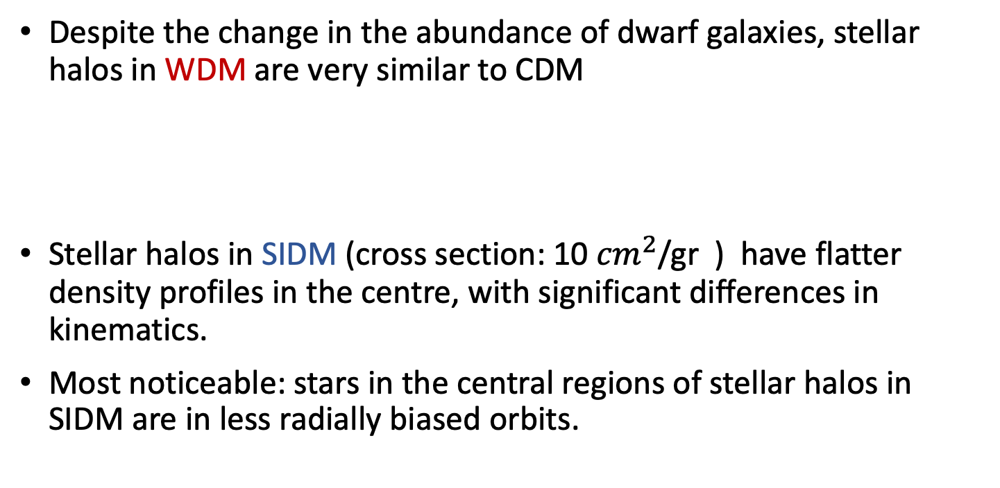 • Despite the change in the abundance of dwarf galaxies, stellar
halos in WDM are very similar to CDM
• Stellar halos in SIDM (cross section: 10 cm²/gr ) have flatter
density profiles in the centre, with significant differences in
kinematics.
• Most noticeable: stars in the central regions of stellar halos in
SIDM are in less radially biased orbits.